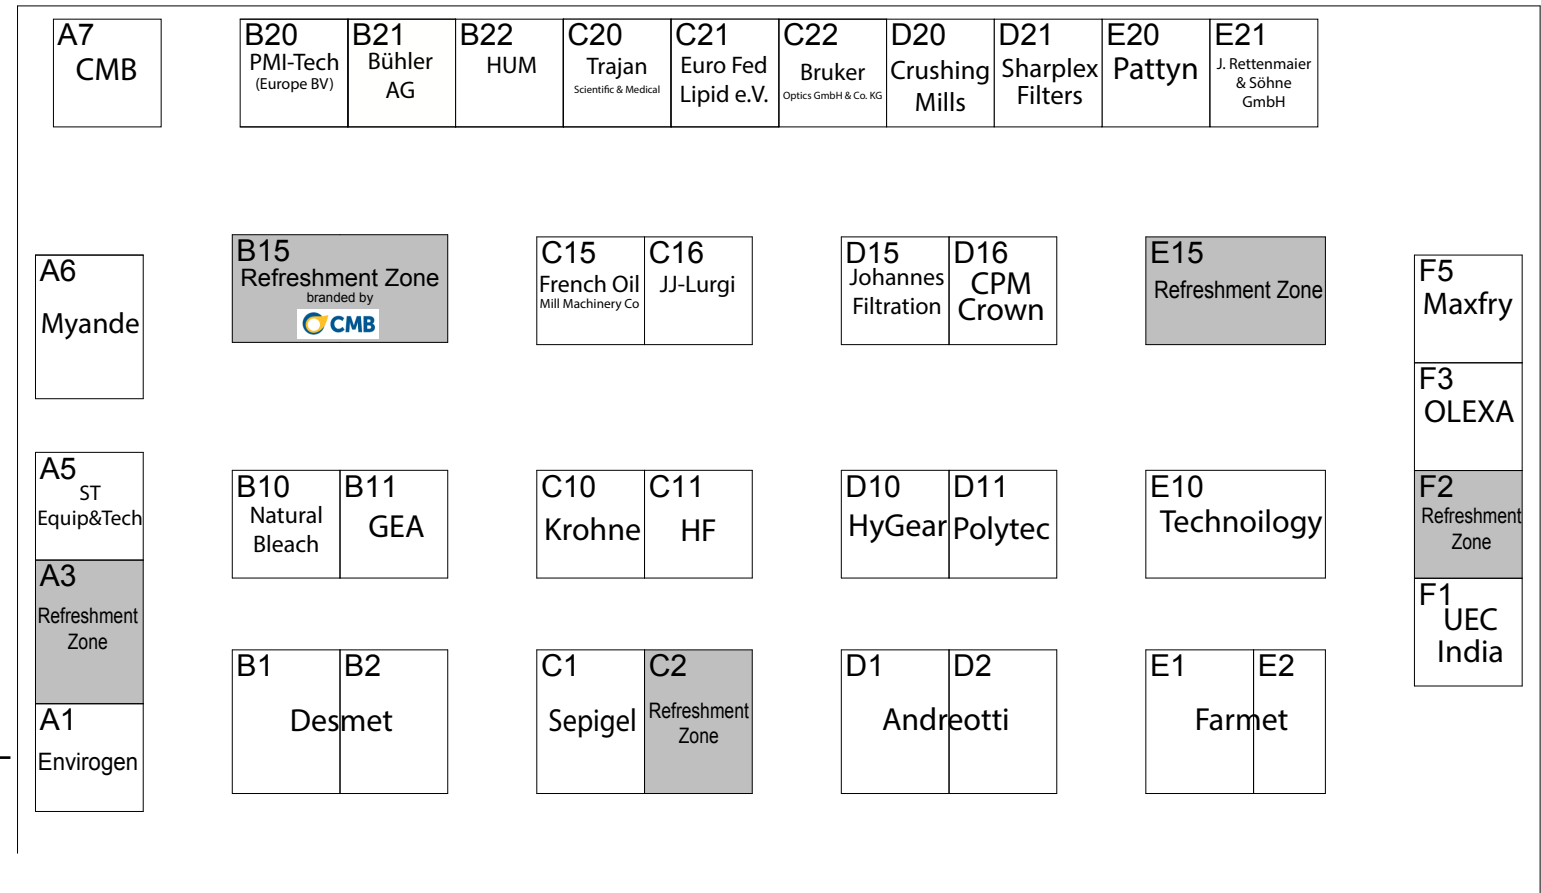 A7
CMB
B20
PMI-Tech
(Europe BV)
B21
Bühler
AG
B22
HUM
C20
Trajan
Scientific & Medical
C21
Euro Fed
Lipid e.V.
C22
Bruker
Optics GmbH & Co. KG
D20
Crushing
Mills
D21
Sharplex
Filters
E20
Pattyn
E21
J. Rettenmaier
& Söhne
GmbH
A6
Myande
B15
Refreshment Zone
branded by
CMB
C15
French Oil
Mill Machinery Co
C16
JJ-Lurgi
D15
Johannes
Filtration
D16
CPM
Crown
E15
Refreshment Zone
F5
Maxfry
F3
OLEXA
A5
ST
Equip&Tech
B10
Natural
Bleach
B11
GEA
C10
Krohne
C11
HF
D10
HyGear
D11
Polytec
E10
Technoilogy
F2
Refreshment
Zone
A3
Refreshment
Zone
F1
UEC
India
A1
Envirogen
B1
B2
Desmet
C1
Sepigel
C2
Refreshment
Zone
D1
D2
Andreotti
E1
E2
Farmet